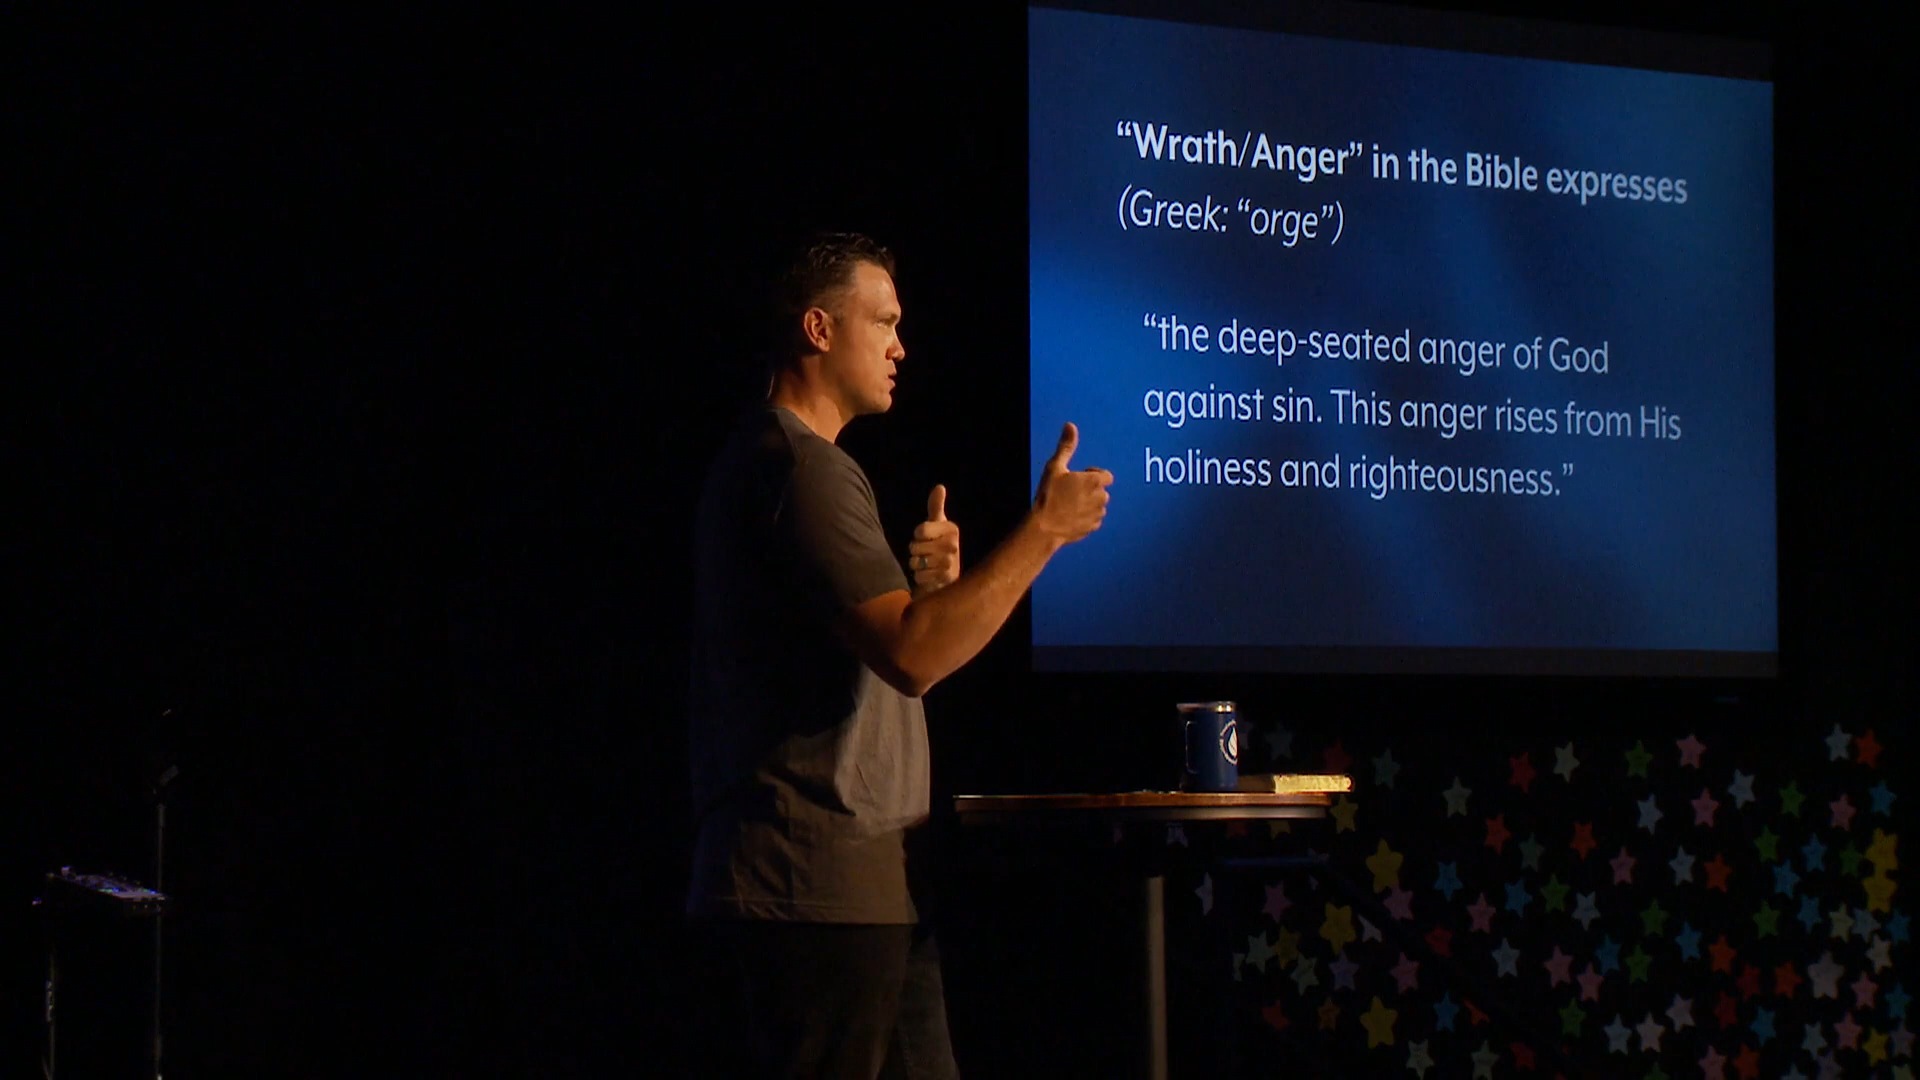 “Wrath/Anger” in the Bible expresses
(Greek: “orge”)
“the deep-seated anger of God
against sin. This anger rises from His
holiness and righteousness.”